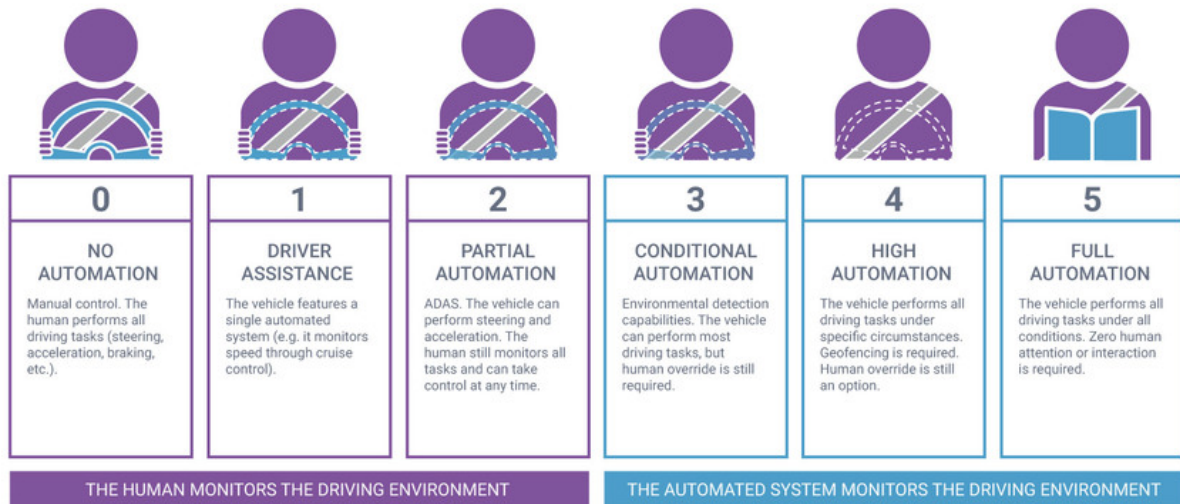 0
NO
AUTOMATION
Manual control. The
human performs all
driving tasks (steering,
acceleration, braking,
etc.).
1
DRIVER
ASSISTANCE
The vehicle features a
single automated
system (e.g. it monitors
speed through cruise
control).
2
PARTIAL
AUTOMATION
ADAS. The vehicle can
perform steering and
acceleration. The
human still monitors all
tasks and can take
control at any time.
3
CONDITIONAL
AUTOMATION
Environmental detection
capabilities. The vehicle
can perform most
driving tasks, but
human override is still
required.
4
HIGH
AUTOMATION
The vehicle performs all
driving tasks under
specific circumstances.
Geofencing is required.
Human override is still
an option.
5
FULL
AUTOMATION
The vehicle performs all
driving tasks under all
conditions. Zero human
attention or interaction
is required.
THE HUMAN MONITORS THE DRIVING ENVIRONMENT
THE AUTOMATED SYSTEM MONITORS THE DRIVING ENVIRONMENT